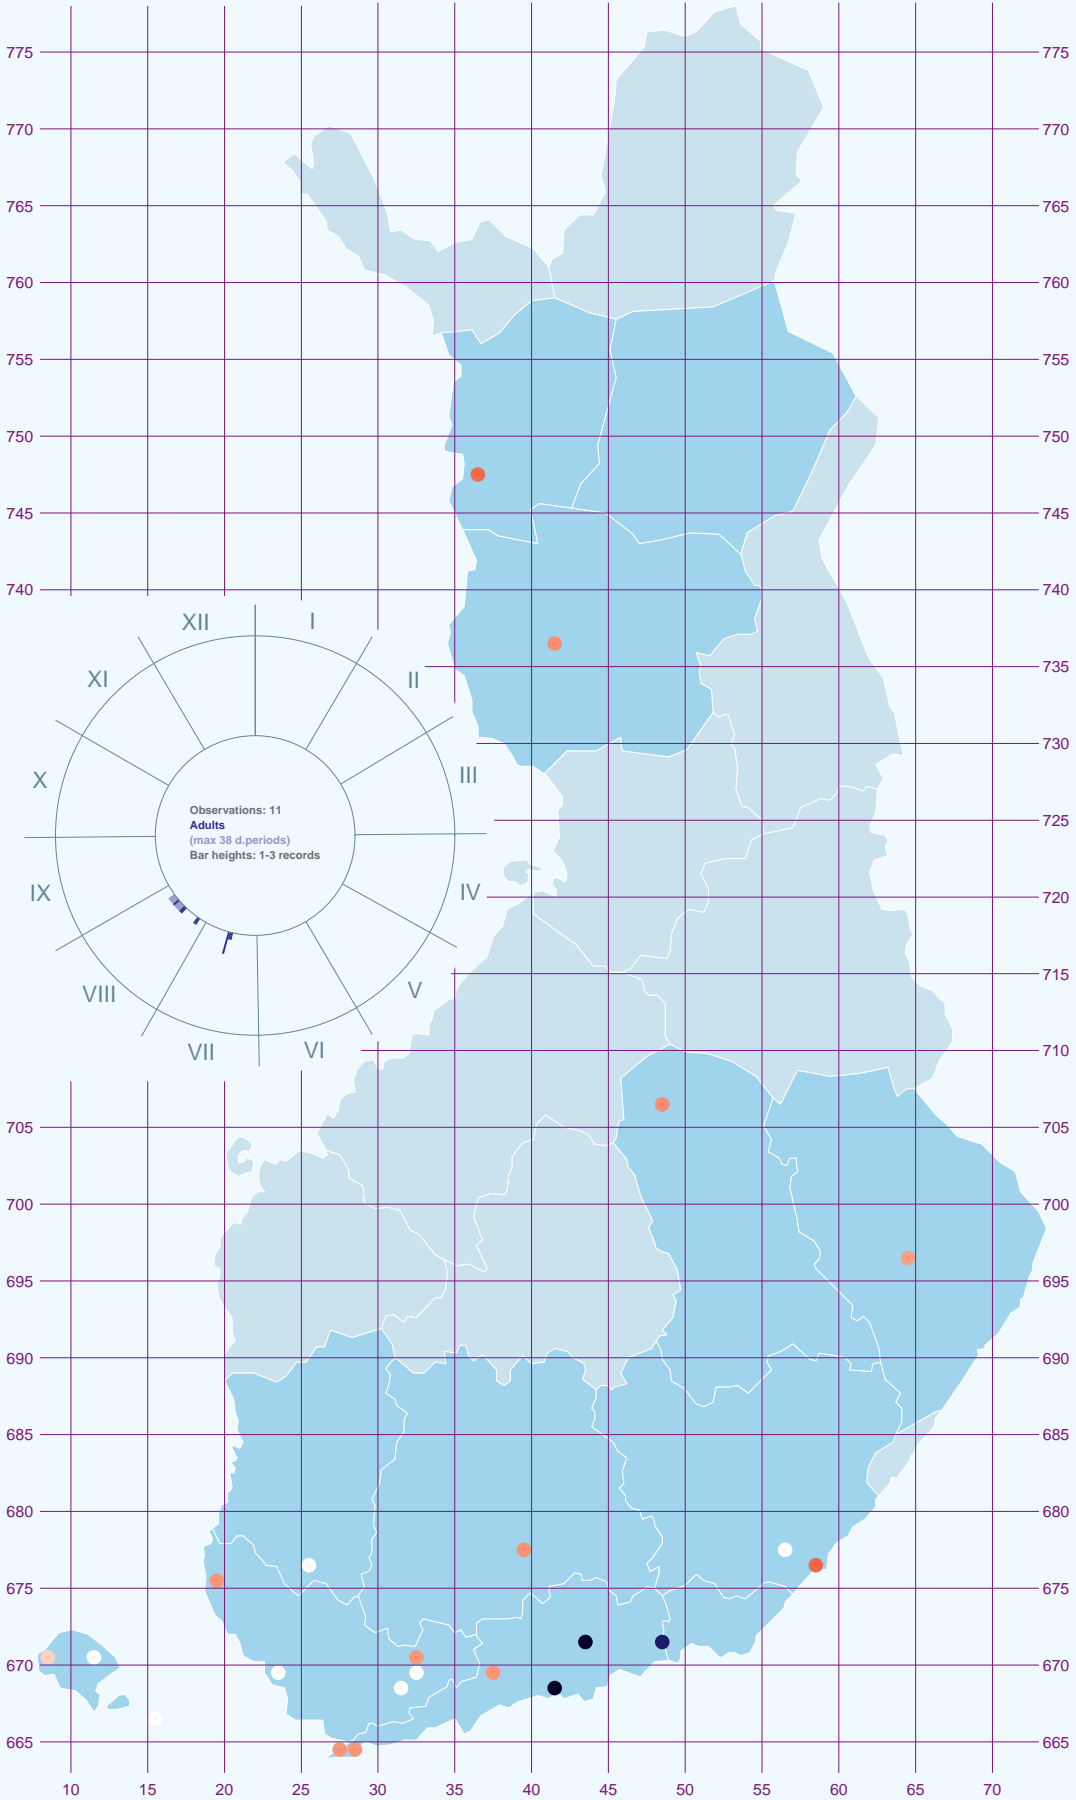 775 775
770 770
765 765
760 760
755 755
750 750
745 745
740 740
XII I
XI II
735
730
X III
Observations: 11
Adults
(max 38 d.periods)
Bar heights: 1-3 records
725
IX IV
720
715
VIII V
VII VI
710
705 705
700 700
695 695
690 690
685 685
680 680
675 675
670 670
665 665
10 15 20 25 30 35 40 45 50 55 60 65 70